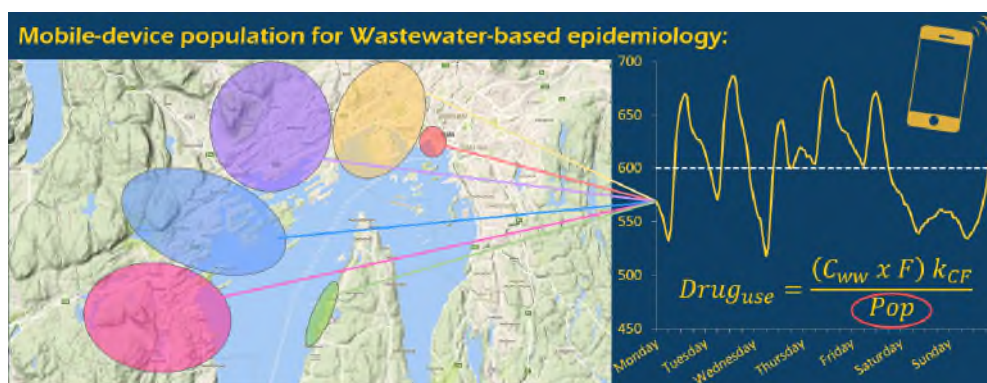 Mobile-device population for Wastewater-based epidemiology:
700
650
600
550
500
450
Monday
Tuesday
Wednesday
Thursday
Friday
Saturday
Sunday
Drug_use = (C_ww x F) k_CF
Pop